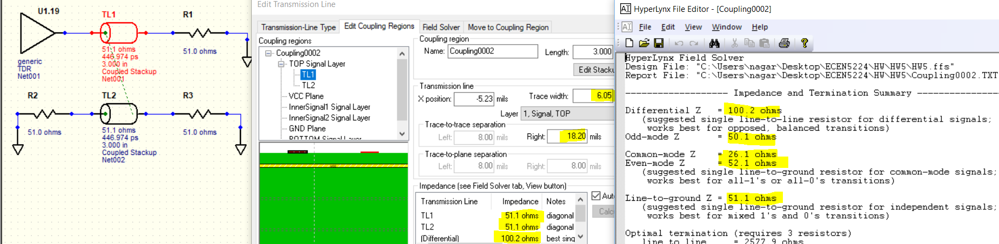 U1.19
TL1
R1
51.1 ohms
446.974 ps
3.000 in
Coupled Stackup
Net001
51.0 ohms
generic
TDR
Net001
R2
TL2
R3
51.0 ohms
51.1 ohms
446.974 ps
3.000 in
Coupled Stackup
Net002
51.0 ohms
Edit Transmission Line
Transmission-Line Type
Edit Coupling Regions
Field Solver
Move to Coupling Region
Coupling regions
Coupling0002
TOP Signal Layer
TL1
TL2
VCC Plane
InnerSignal1 Signal Layer
InnerSignal2 Signal Layer
GND Plane
BOTTOM Signal Layer
VCC
Coupling region
Name: Coupling0002 Length: 3.000
Edit Stacku
Transmission line
X position: -5.23 mils Trace width: 6.05
Layer 1, Signal, TOP
Trace-to-trace separation
Left: 8.00 mils Right: 18.20 mils
Trace-to-plane separation
Left: 8.00 mils Right: 8.00 mils
Impedance (see Field Solver tab, View button)
Transmission Line Impedance Notes
TL1 51.1 ohms diagonal
TL2 51.1 ohms diagonal
(Differential) 100.2 ohms best sing
Auto
Calcu
HyperLynx File Editor - [Coupling0002]
File Edit View Window Help
HyperLynx Field Solver
Design File: "C:\Users\nagar\Desktop\ECEN5224\HW\HW5\HW5.ffs"
Report File: "C:\Users\nagar\Desktop\ECEN5224\HW\HW5\Coupling0002.TXT
------------------- Impedance and Termination Summary ----------------
Differential Z = 100.2 ohms
(suggested single line-to-line resistor for differential signals;
works best for opposed, balanced transitions)
Odd-mode Z = 50.1 ohms
Common-mode Z = 26.1 ohms
Even-mode Z = 52.1 ohms
(suggested single line-to-ground resistor for common-mode signals;
works best for all-1's or all-0's transitions)
Line-to-ground Z = 51.1 ohms
(suggested single line-to-ground resistor for independent signals;
works best for mixed 1's and 0's transitions)
Optimal termination (requires 3 resistors)
line to line = 2577.9 ohms